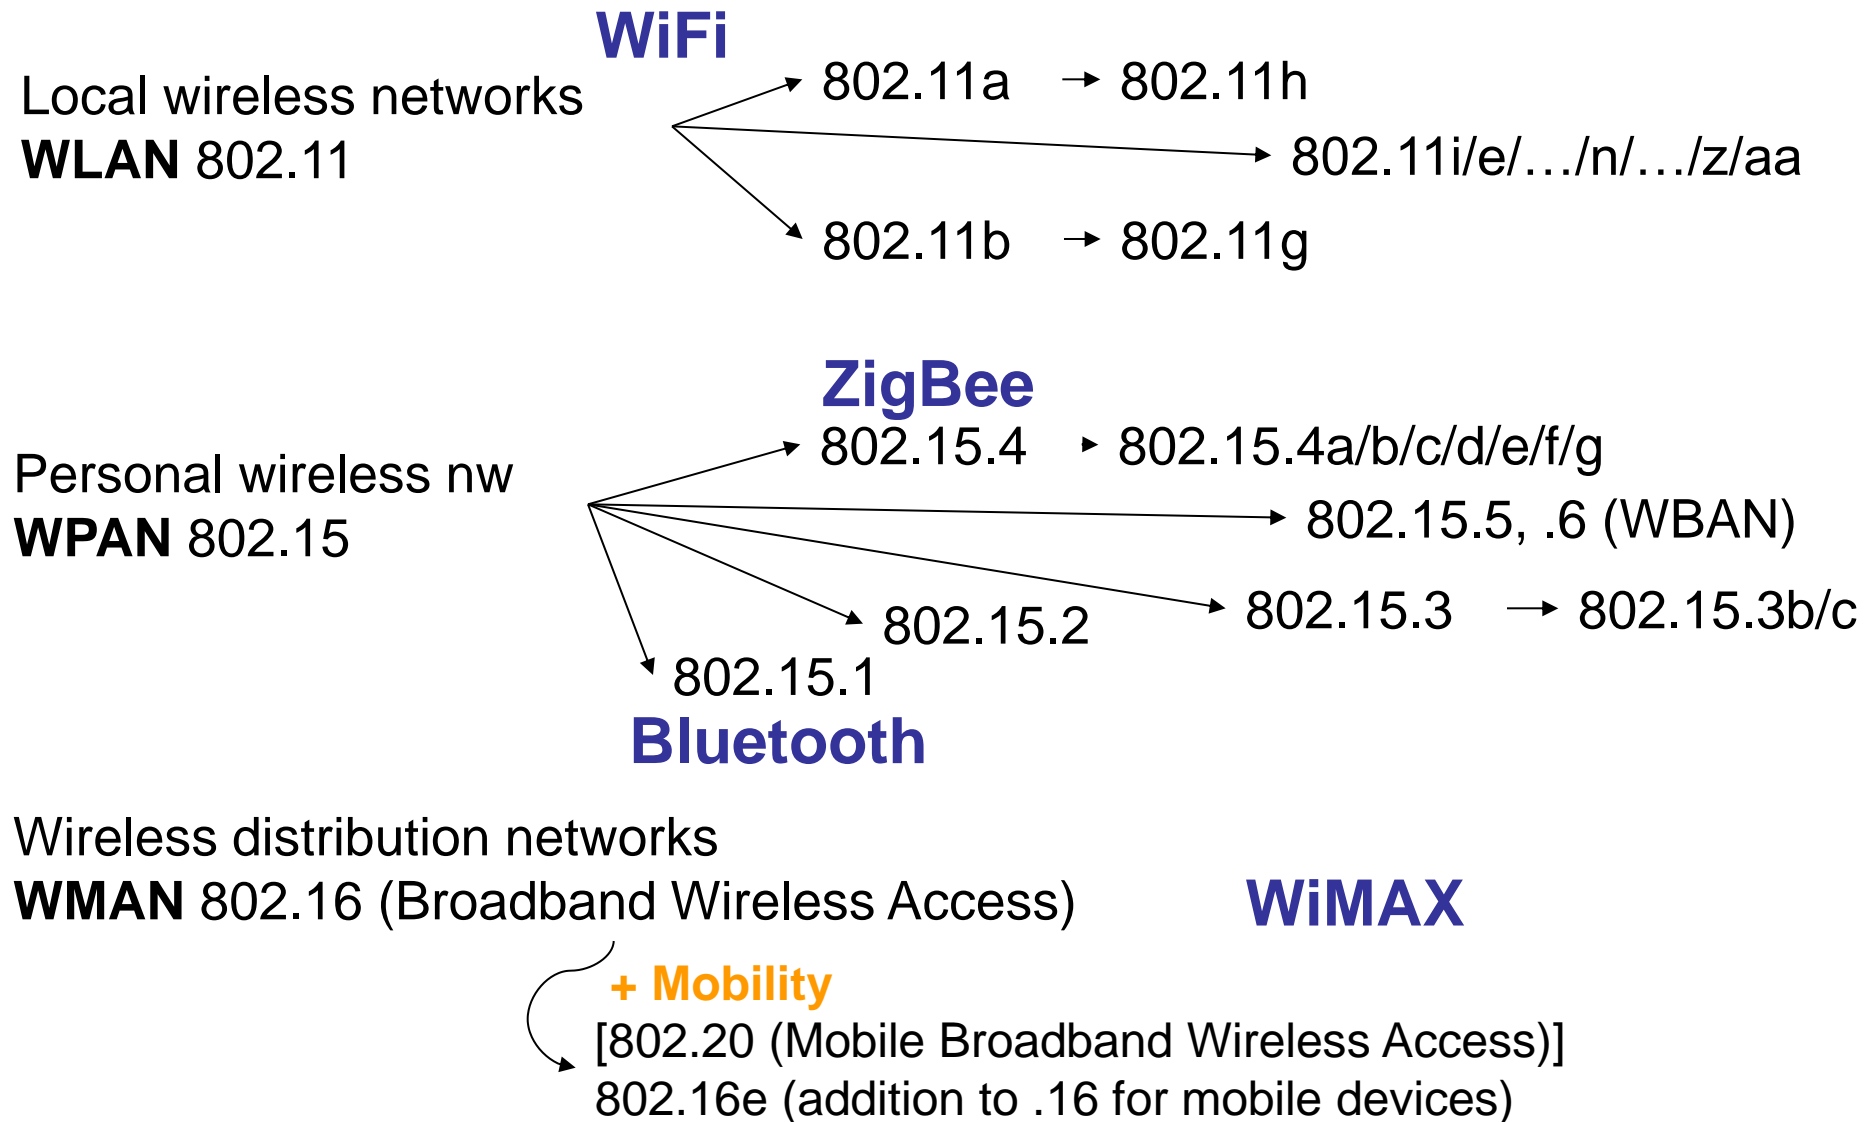 WiFi
Local wireless networks
WLAN 802.11
802.11a
802.11h
802.11i/e/…/n/…/z/aa
802.11b
802.11g
ZigBee
Personal wireless nw
WPAN 802.15
802.15.4
802.15.4a/b/c/d/e/f/g
802.15.5, .6 (WBAN)
802.15.3
802.15.3b/c
802.15.2
802.15.1
Bluetooth
Wireless distribution networks
WMAN 802.16 (Broadband Wireless Access)
WiMAX
+ Mobility
[802.20 (Mobile Broadband Wireless Access)]
802.16e (addition to .16 for mobile devices)